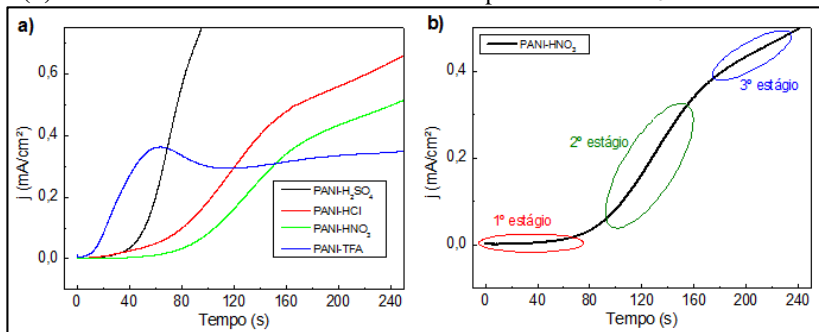 a)
j (mA/cm²)
0,6
0,4
0,2
0,0
PANI-H₂SO₄
PANI-HCl
PANI-HNO₃
PANI-TFA
0 40 80 120 160 200 240
Tempo (s)
b)
j (mA/cm²)
0,4
0,2
0,0
PANI-HNO₃
1º estágio
2º estágio
3º estágio
0 40 80 120 160 200 240
Tempo (s)